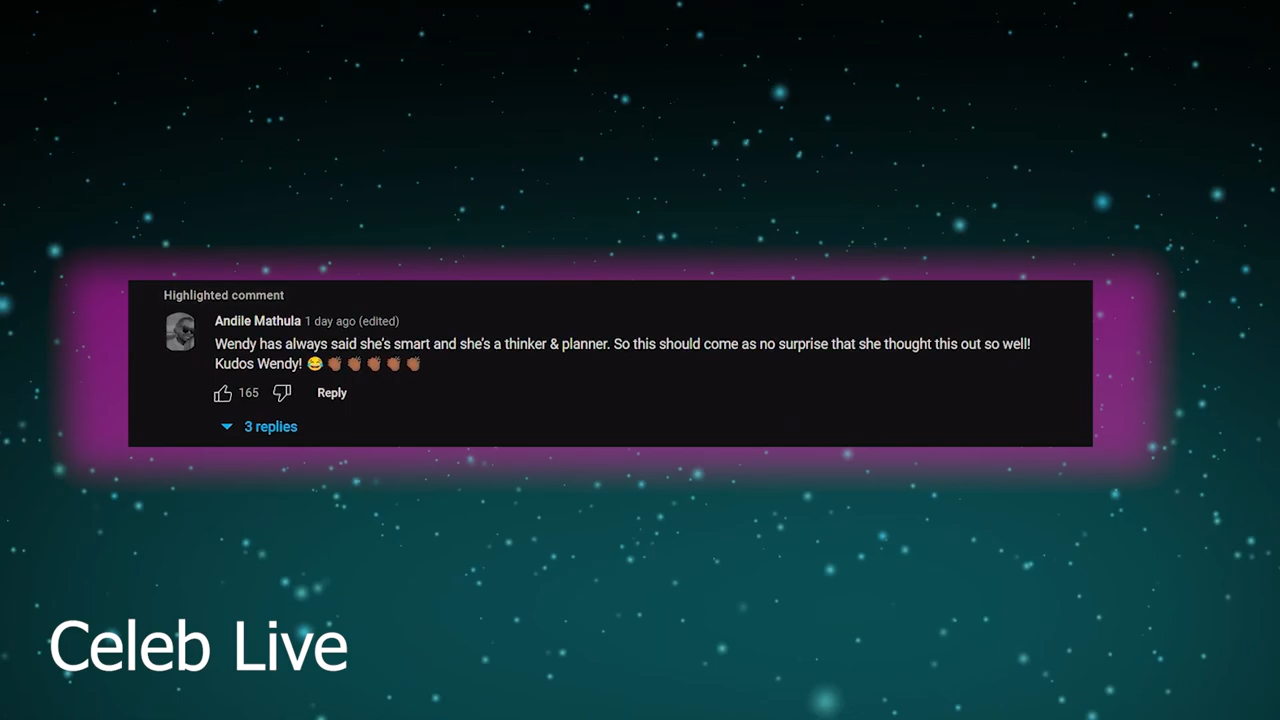 Highlighted comment
Andile Mathula 1 day ago (edited)
Wendy has always said she's smart and she's a thinker & planner. So this should come as no surprise that she thought this out so well!
Kudos Wendy! 😂👏🏾👏🏾👏🏾👏🏾👏🏾
165 Reply
3 replies
Celeb Live